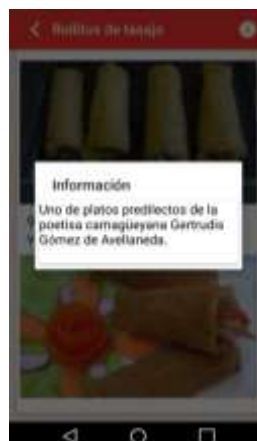 Rollitos de tasajo
Información
Uno de platos predilectos de la
poetisa camagüeyana Gertrudis
Gómez de Avellaneda.